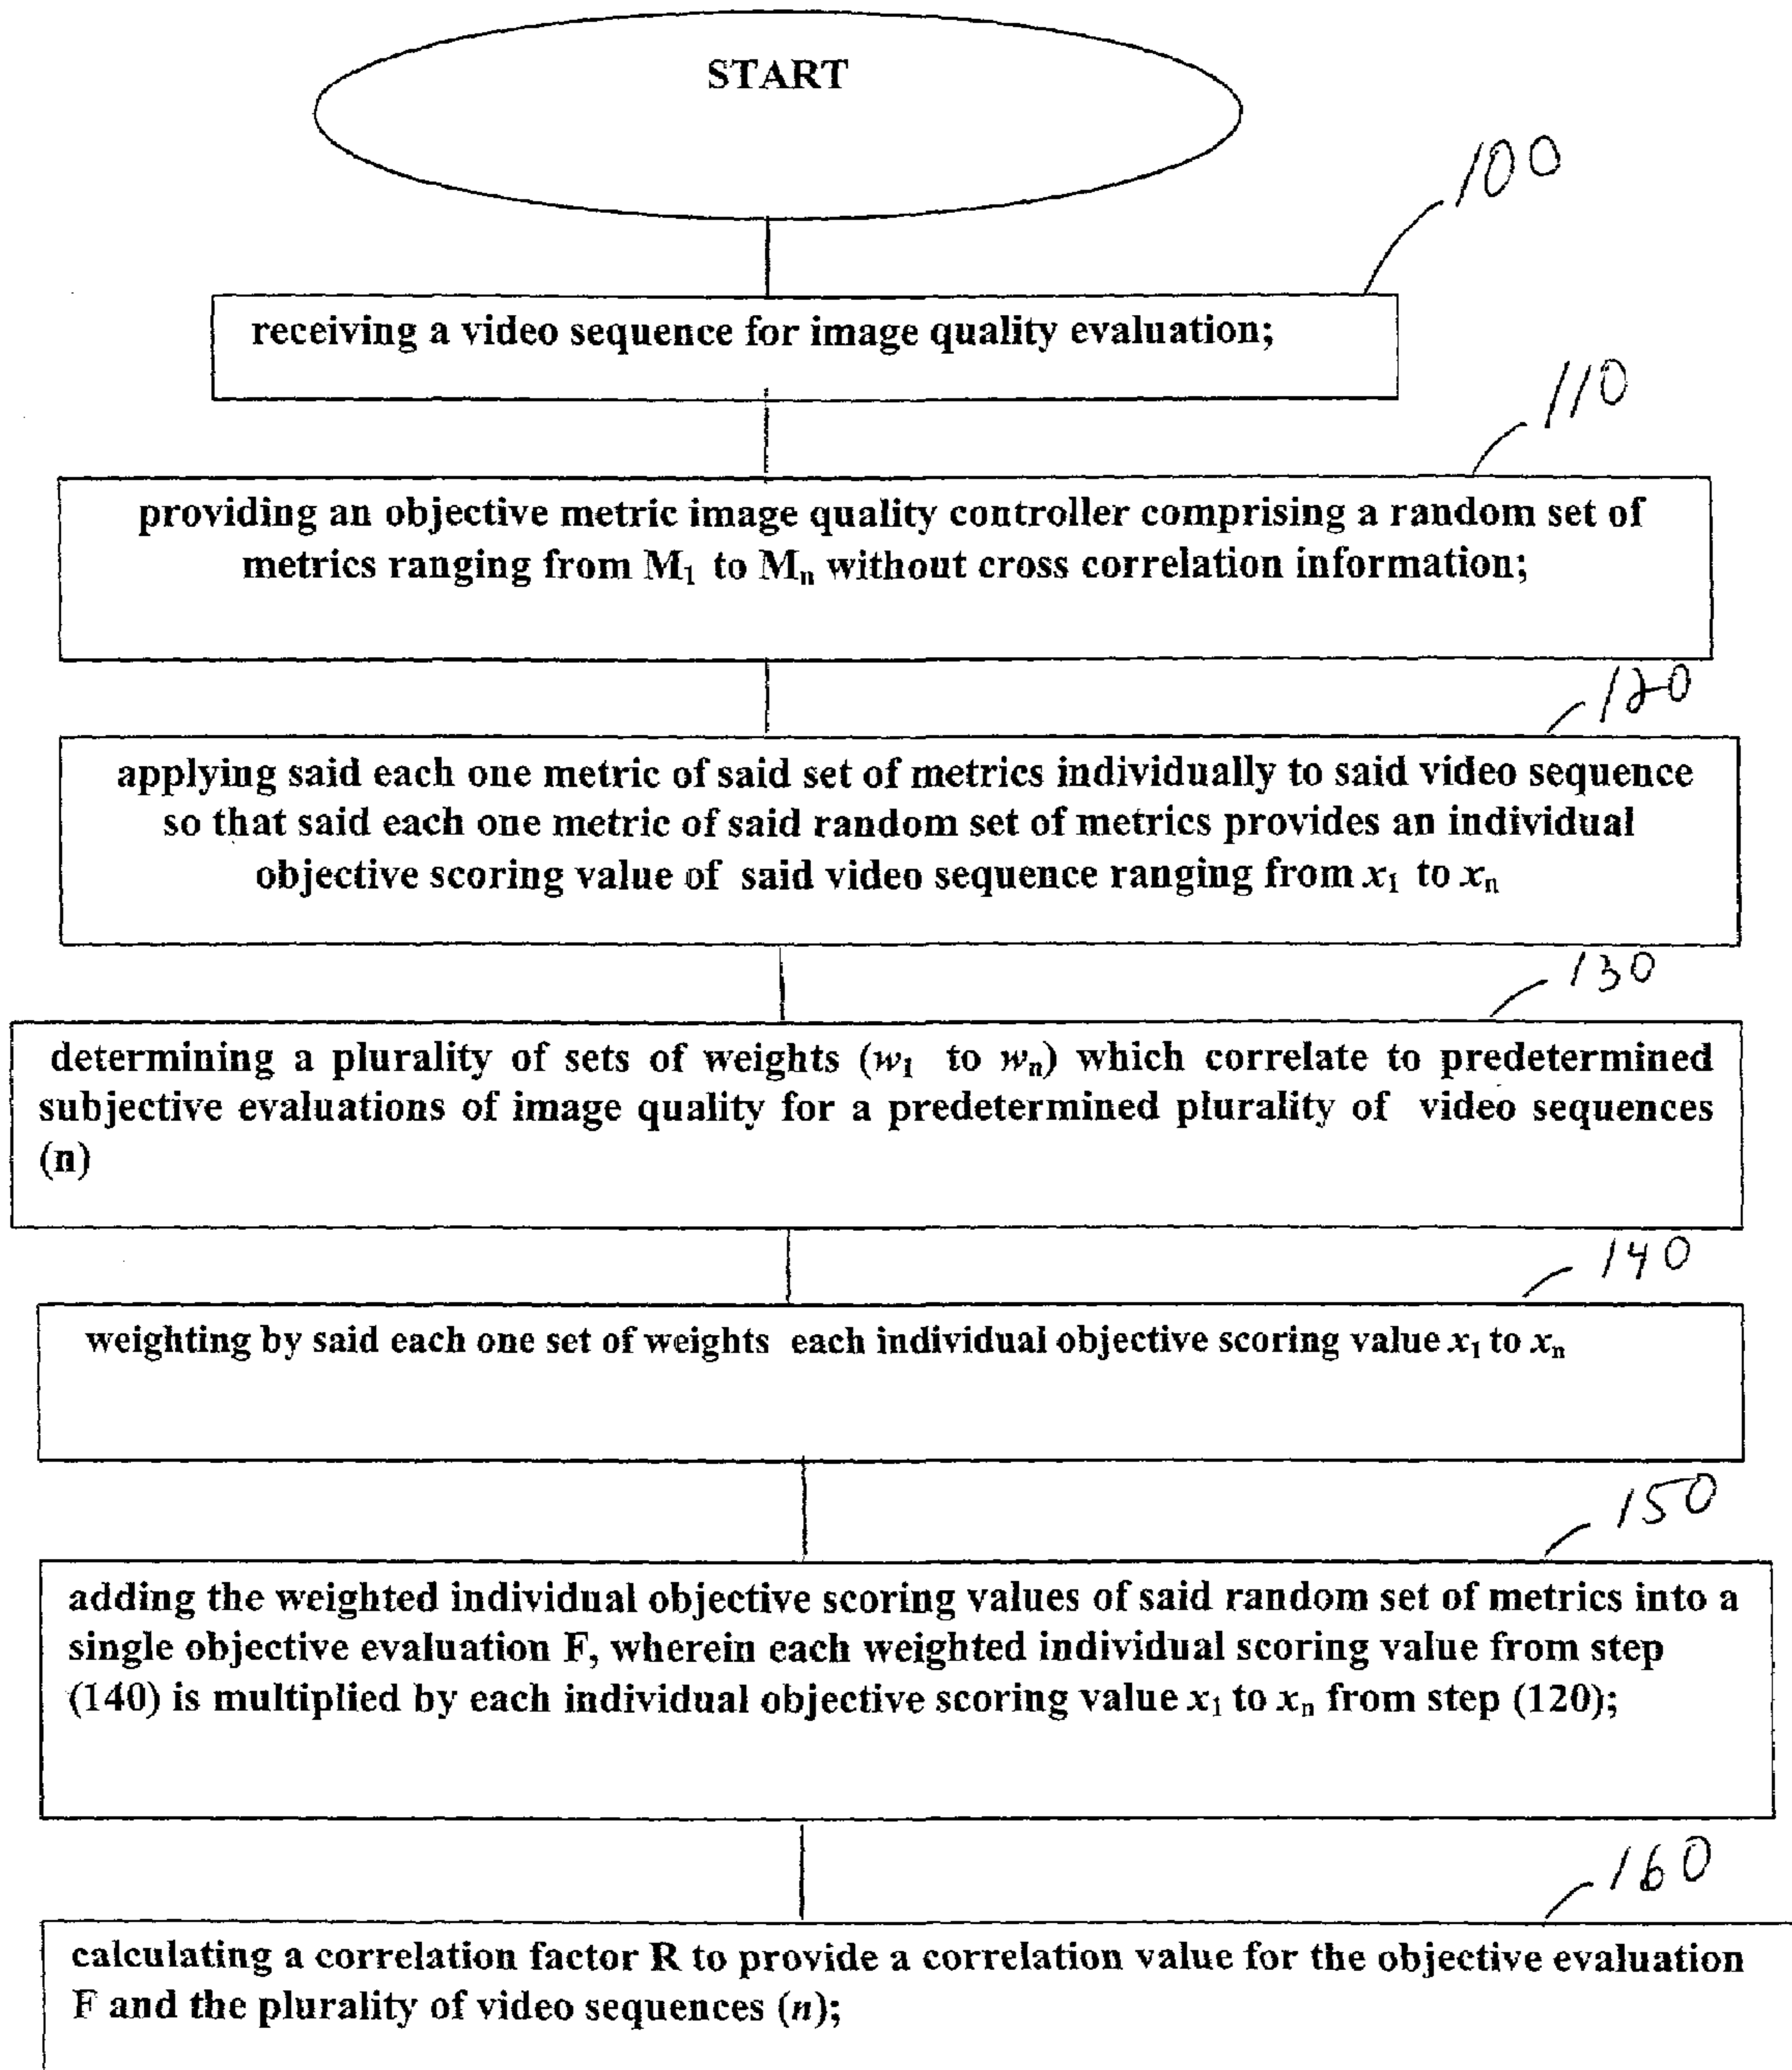 START
100
receiving a video sequence for image quality evaluation;
110
providing an objective metric image quality controller comprising a random set of
metrics ranging from M₁ to Mₙ without cross correlation information;
120
applying said each one metric of said set of metrics individually to said video sequence
so that said each one metric of said random set of metrics provides an individual
objective scoring value of said video sequence ranging from x₁ to xₙ
130
determining a plurality of sets of weights (w₁ to wₙ) which correlate to predetermined
subjective evaluations of image quality for a predetermined plurality of video sequences
(n)
140
weighting by said each one set of weights each individual objective scoring value x₁ to xₙ
150
adding the weighted individual objective scoring values of said random set of metrics into a
single objective evaluation F, wherein each weighted individual scoring value from step
(140) is multiplied by each individual objective scoring value x₁ to xₙ from step (120);
160
calculating a correlation factor R to provide a correlation value for the objective evaluation
F and the plurality of video sequences (n);